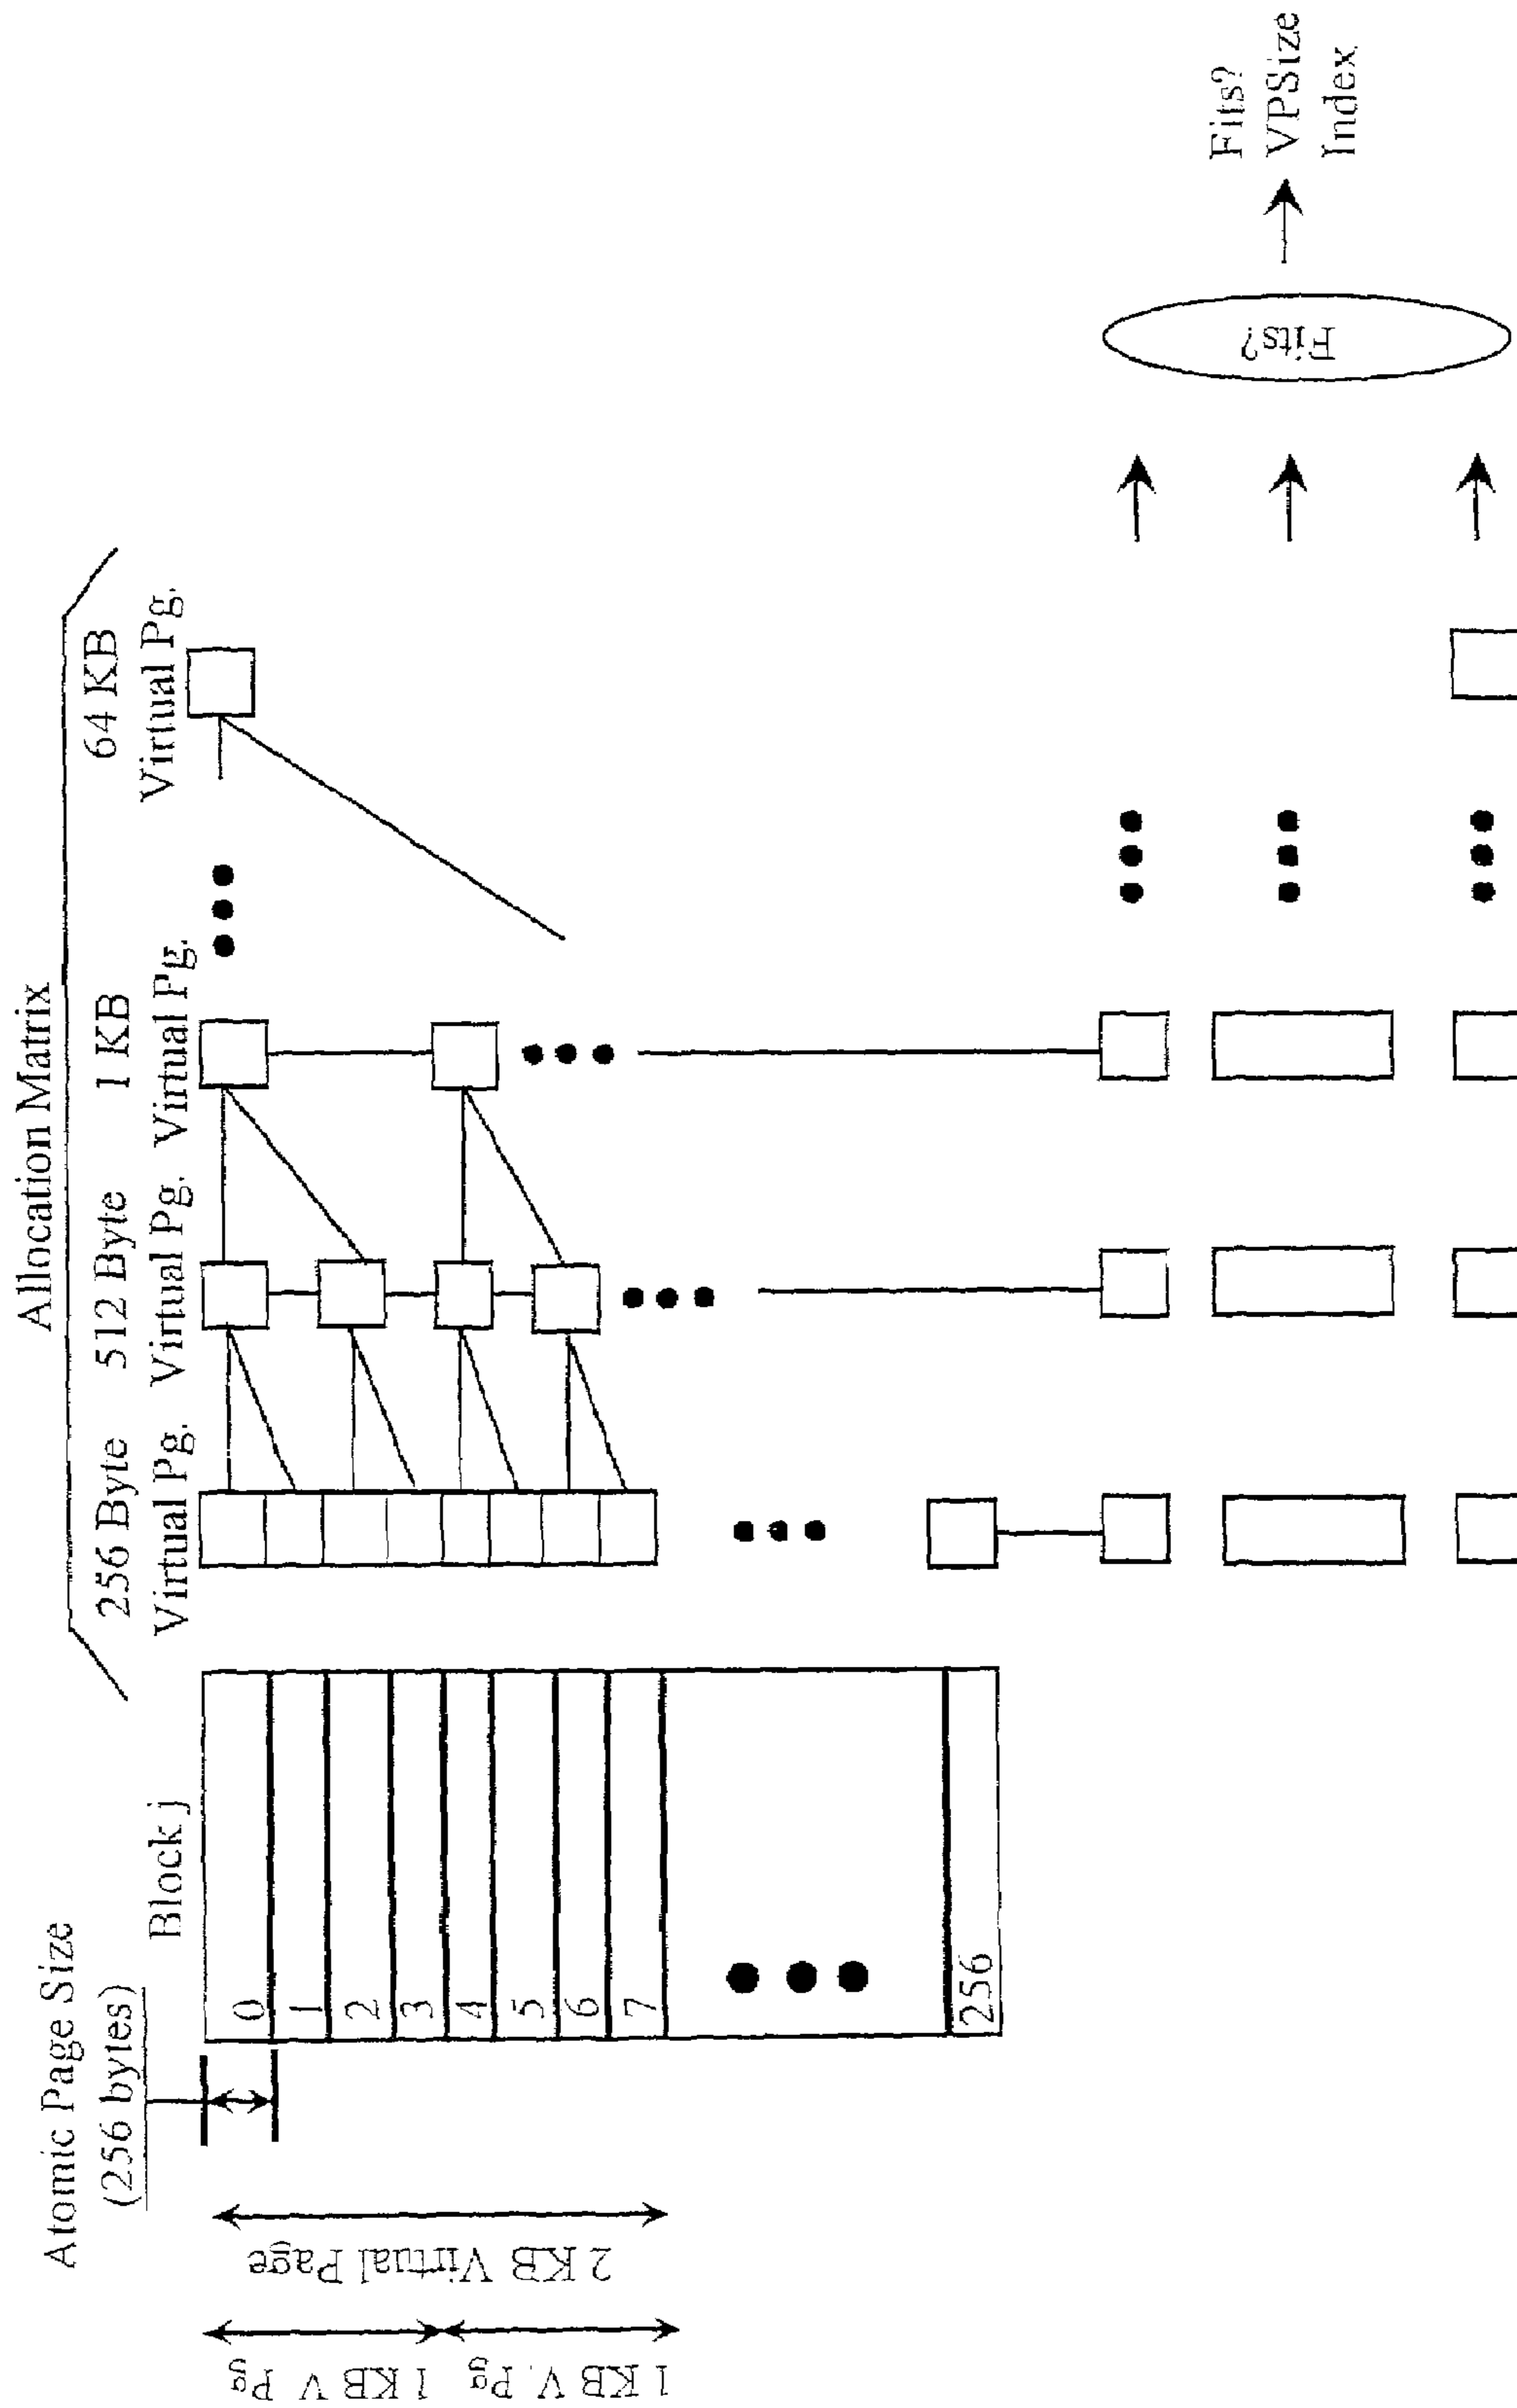 Allocation Matrix
256 Byte
Virtual Pg.
512 Byte
Virtual Pg.
1 KB
Virtual Pg.
64 KB
Virtual Pg.
Atomic Page Size
(256 bytes)
Block j
0
1
2
3
4
5
6
7
256
1 KB V Pg
1 KB V. Pg
2 KB Virtual Page
Fits?
Fits?
VPSize
Index